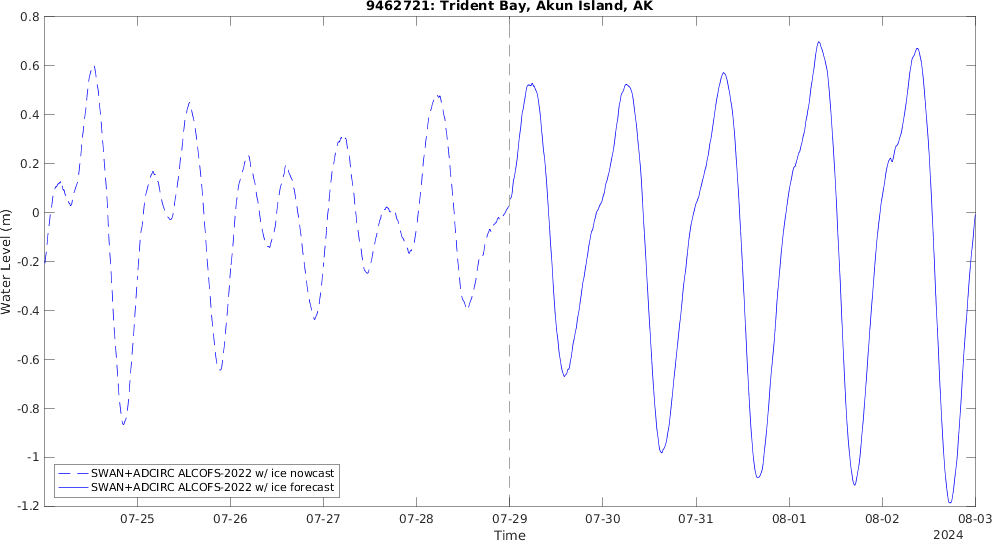 9462721: Trident Bay, Akun Island, AK
Water Level (m)
0.8
0.6
0.4
0.2
0
-0.2
-0.4
-0.6
-0.8
-1
-1.2
SWAN+ADCIRC ALCOFS-2022 w/ ice nowcast
SWAN+ADCIRC ALCOFS-2022 w/ ice forecast
07-25 07-26 07-27 07-28 07-29 07-30 07-31 08-01 08-02 08-03
Time
2024